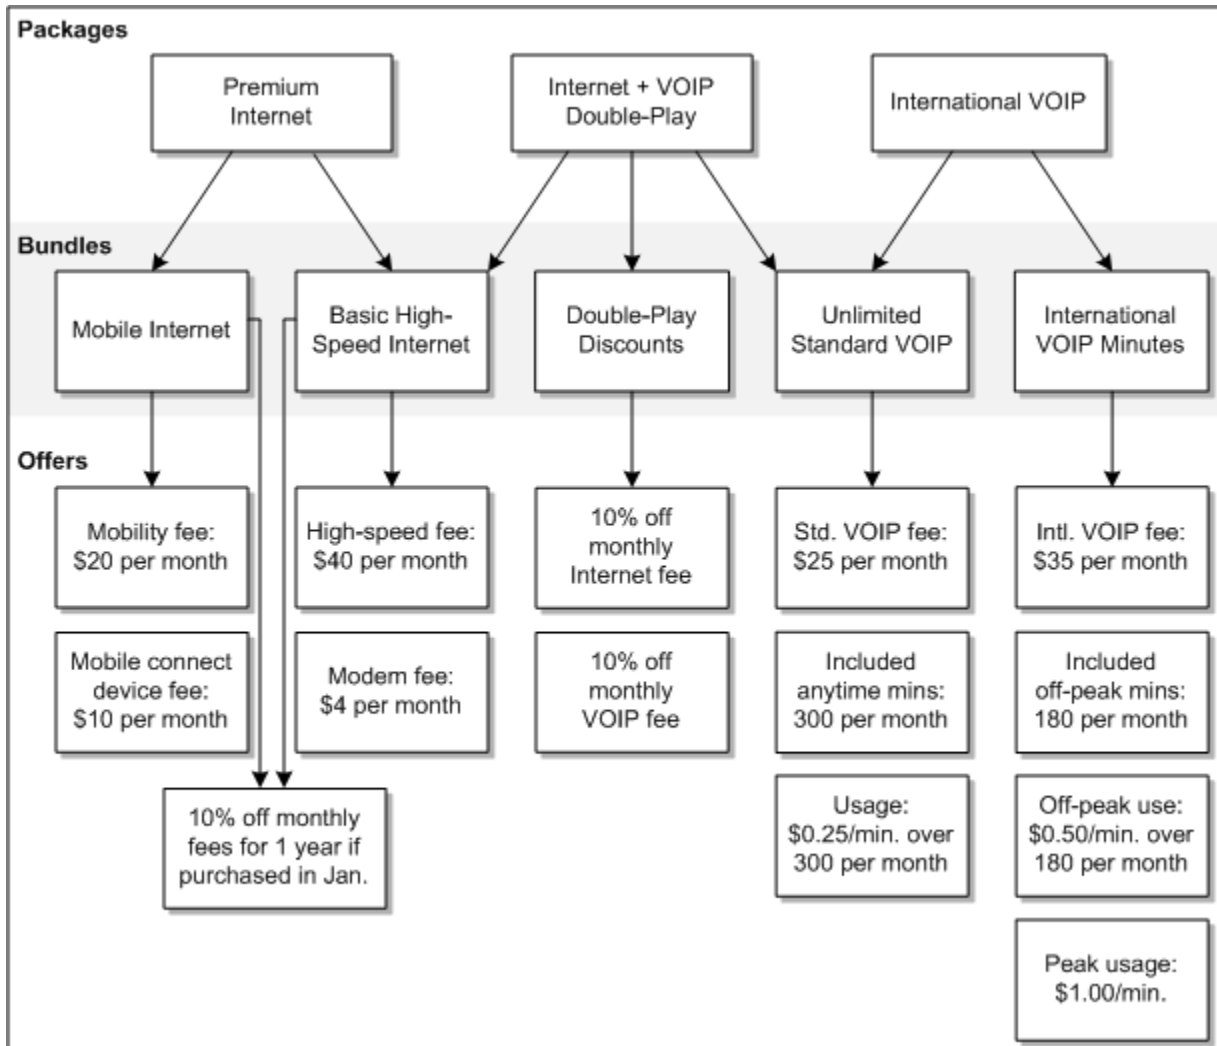 Packages
Premium
Internet
Internet + VOIP
Double-Play
International VOIP
Bundles
Mobile Internet
Basic High-
Speed Internet
Double-Play
Discounts
Unlimited
Standard VOIP
International
VOIP Minutes
Offers
Mobility fee:
$20 per month
High-speed fee:
$40 per month
10% off
monthly
Internet fee
Std. VOIP fee:
$25 per month
Intl. VOIP fee:
$35 per month
Mobile connect
device fee:
$10 per month
Modem fee:
$4 per month
10% off
monthly
VOIP fee
Included
anytime mins:
300 per month
Included
off-peak mins:
180 per month
10% off monthly
fees for 1 year if
purchased in Jan.
Usage:
$0.25/min. over
300 per month
Off-peak use:
$0.50/min. over
180 per month
Peak usage:
$1.00/min.